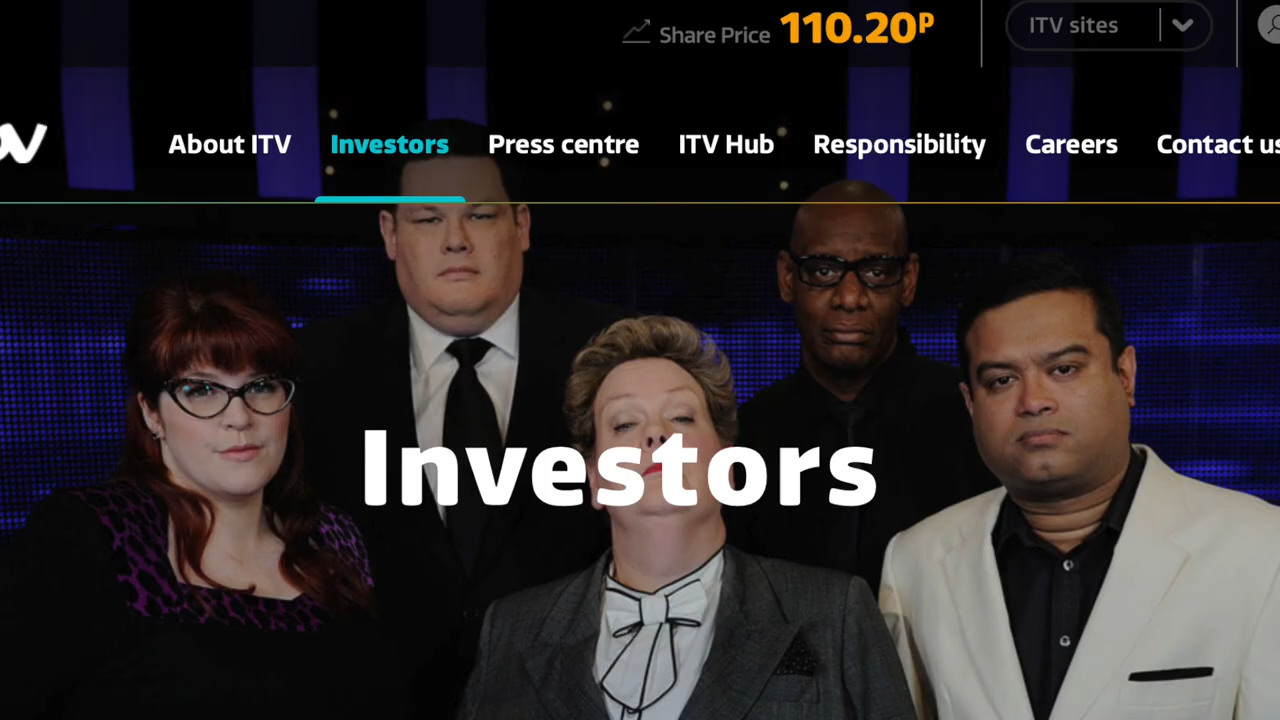 Share Price 110.20P
ITV sites
About ITV Investors Press centre ITV Hub Responsibility Careers Contact us
Investors